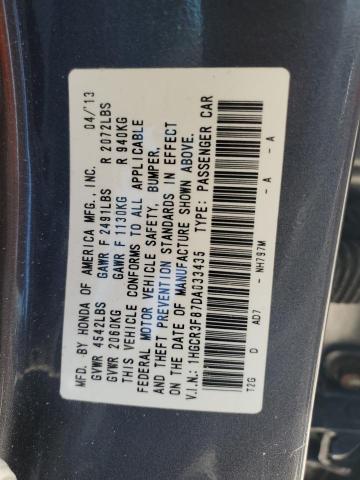 MFD. BY HONDA OF AMERICA MFG., INC. 04/'13
GVWR 4542LBS GAWR F 2491LBS R 2072LBS
GVWR 2060KG GAWR F 1130KG R 940KG
THIS VEHICLE CONFORMS TO ALL APPLICABLE
FEDERAL MOTOR VEHICLE SAFETY, BUMPER,
AND THEFT PREVENTION STANDARDS IN EFFECT
ON THE DATE OF MANUFACTURE SHOWN ABOVE.
V.I.N.: 1HGCR3F87DA033435 TYPE: PASSENGER CAR
T2G D AD7 - NH797M - A - A